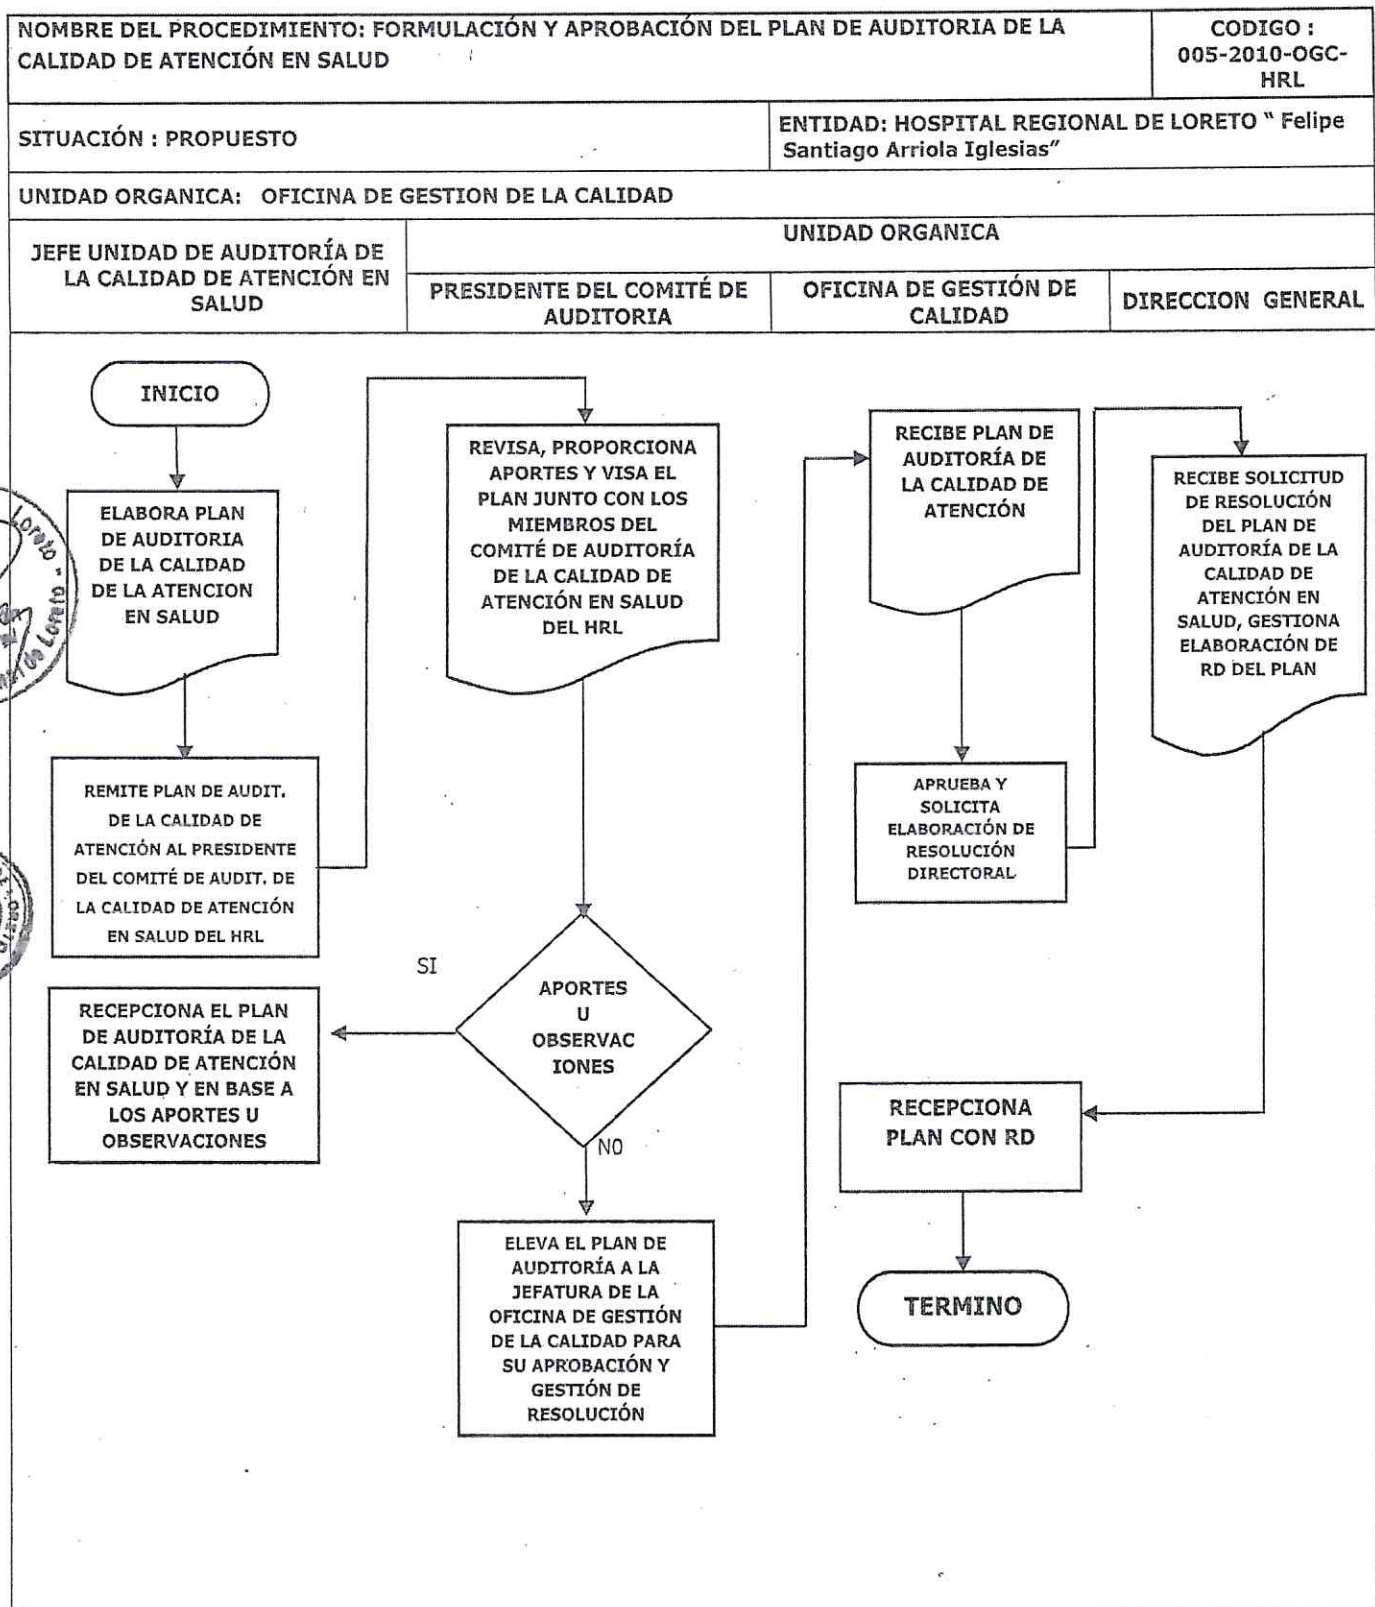 NOMBRE DEL PROCEDIMIENTO: FORMULACIÓN Y APROBACIÓN DEL PLAN DE AUDITORIA DE LA
CALIDAD DE ATENCIÓN EN SALUD
CODIGO :
005-2010-OGC-
HRL
SITUACIÓN : PROPUESTO
ENTIDAD: HOSPITAL REGIONAL DE LORETO " Felipe
Santiago Arriola Iglesias"
UNIDAD ORGANICA: OFICINA DE GESTION DE LA CALIDAD
JEFE UNIDAD DE AUDITORÍA DE
LA CALIDAD DE ATENCIÓN EN
SALUD
UNIDAD ORGANICA
PRESIDENTE DEL COMITÉ DE
AUDITORIA
OFICINA DE GESTIÓN DE
CALIDAD
DIRECCION GENERAL
INICIO
ELABORA PLAN
DE AUDITORIA
DE LA CALIDAD
DE LA ATENCION
EN SALUD
REMITE PLAN DE AUDIT.
DE LA CALIDAD DE
ATENCIÓN AL PRESIDENTE
DEL COMITÉ DE AUDIT. DE
LA CALIDAD DE ATENCIÓN
EN SALUD DEL HRL
RECEPCIONA EL PLAN
DE AUDITORÍA DE LA
CALIDAD DE ATENCIÓN
EN SALUD Y EN BASE A
LOS APORTES U
OBSERVACIONES
REVISA, PROPORCIONA
APORTES Y VISA EL
PLAN JUNTO CON LOS
MIEMBROS DEL
COMITÉ DE AUDITORÍA
DE LA CALIDAD DE
ATENCIÓN EN SALUD
DEL HRL
SI
APORTES
U
OBSERVAC
IONES
NO
ELEVA EL PLAN DE
AUDITORÍA A LA
JEFATURA DE LA
OFICINA DE GESTIÓN
DE LA CALIDAD PARA
SU APROBACIÓN Y
GESTIÓN DE
RESOLUCIÓN
RECIBE PLAN DE
AUDITORÍA DE
LA CALIDAD DE
ATENCIÓN
APRUEBA Y
SOLICITA
ELABORACIÓN DE
RESOLUCIÓN
DIRECTORAL
RECIBE SOLICITUD
DE RESOLUCIÓN
DEL PLAN DE
AUDITORÍA DE LA
CALIDAD DE
ATENCIÓN EN
SALUD, GESTIONA
ELABORACIÓN DE
RD DEL PLAN
RECEPCIONA
PLAN CON RD
TERMINO
Loreto
Loreto